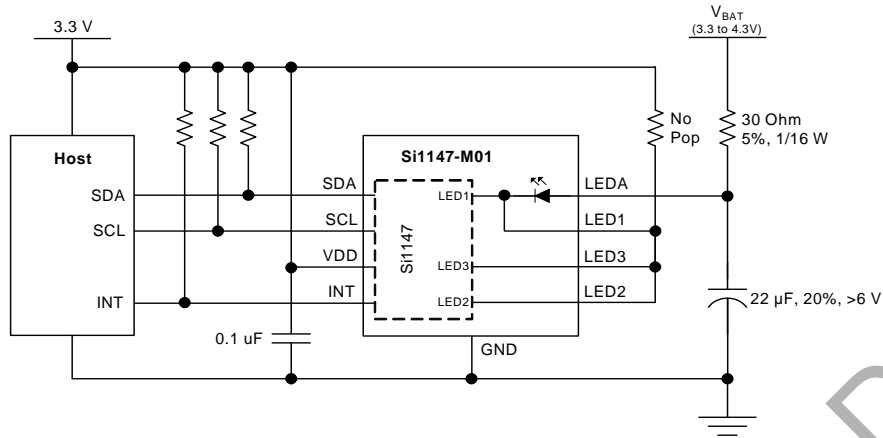 3.3 V
V_BAT
(3.3 to 4.3V)
No
Pop
30 Ohm
5%, 1/16 W
Host
Si1147-M01
SDA
SDA
LED1
LEDA
SCL
SCL
LED1
VDD
Si1147
LED3
LED3
INT
INT
LED2
LED2
22 µF, 20%, >6 V
0.1 uF
GND